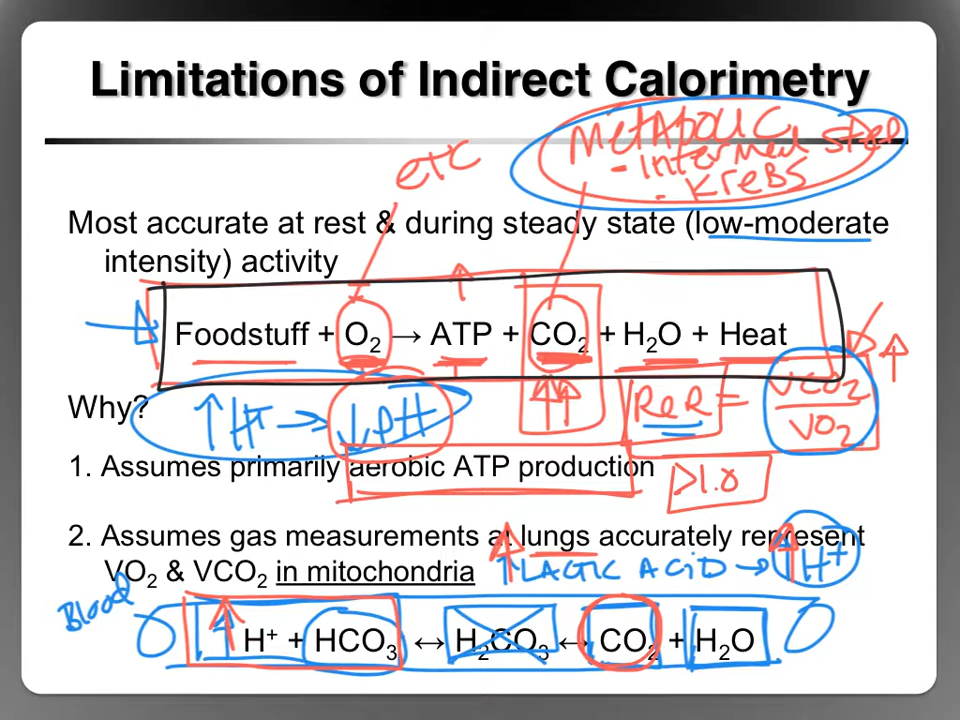 Limitations of Indirect Calorimetry
METABOLIC
- intermed step
- KREBS
etc
Most accurate at rest & during steady state (low-moderate
intensity) activity
Foodstuff + O₂ → ATP + CO₂ + H₂O + Heat
Why?
↑H⁺ → ↓pH
↑↑
RER = VCO₂
VO₂
1. Assumes primarily aerobic ATP production
>1.0
2. Assumes gas measurements at lungs accurately represent
VO₂ & VCO₂ in mitochondria
↑LACTIC ACID → ↑H⁺
Blood
↑ H⁺ + HCO₃ ↔ H₂CO₃ ↔ CO₂ + H₂O